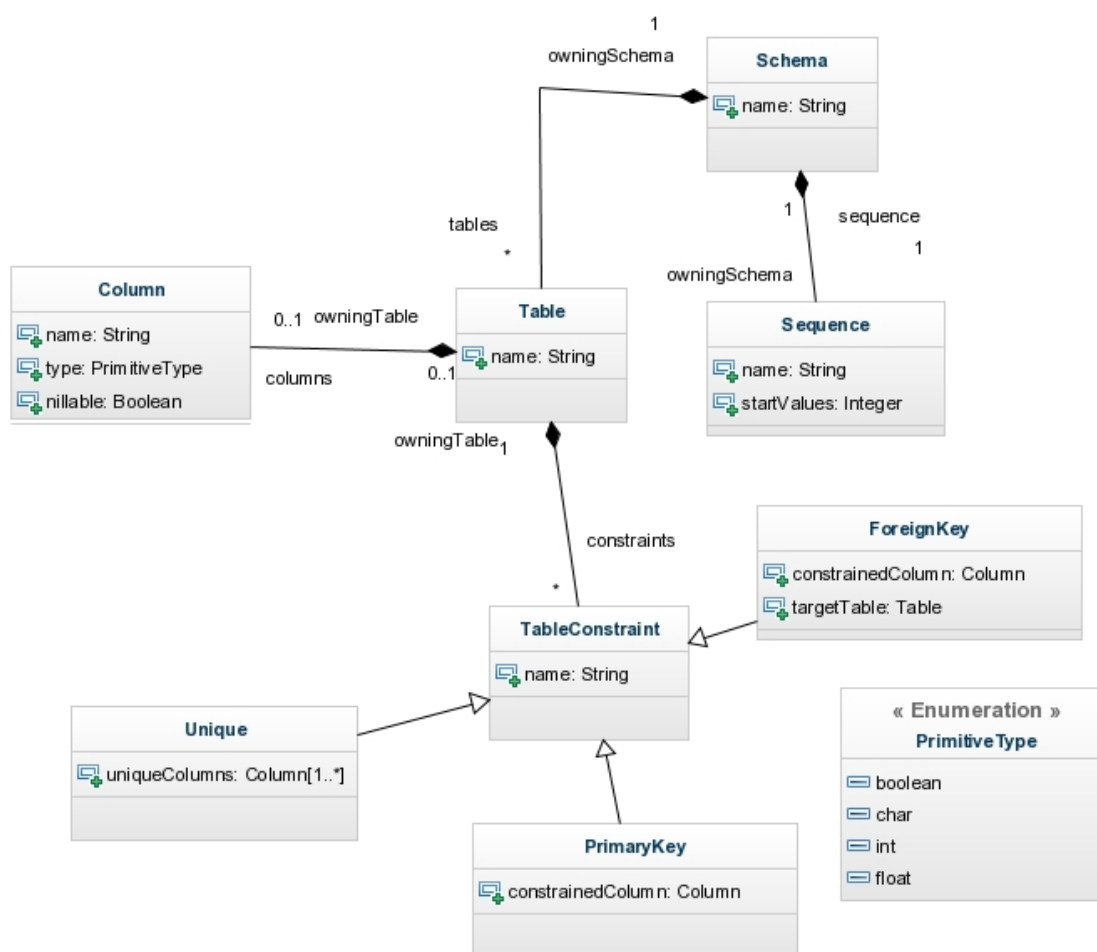 1
owningSchema
Schema
name: String
tables
*
1
sequence
1
owningSchema
Column
name: String
type: PrimitiveType
nillable: Boolean
0..1
owningTable
columns
0..1
Table
name: String
Sequence
name: String
startValues: Integer
owningTable
1
constraints
*
ForeignKey
constrainedColumn: Column
targetTable: Table
TableConstraint
name: String
Unique
uniqueColumns: Column[1..*]
« Enumeration »
PrimitiveType
boolean
char
int
float
PrimaryKey
constrainedColumn: Column